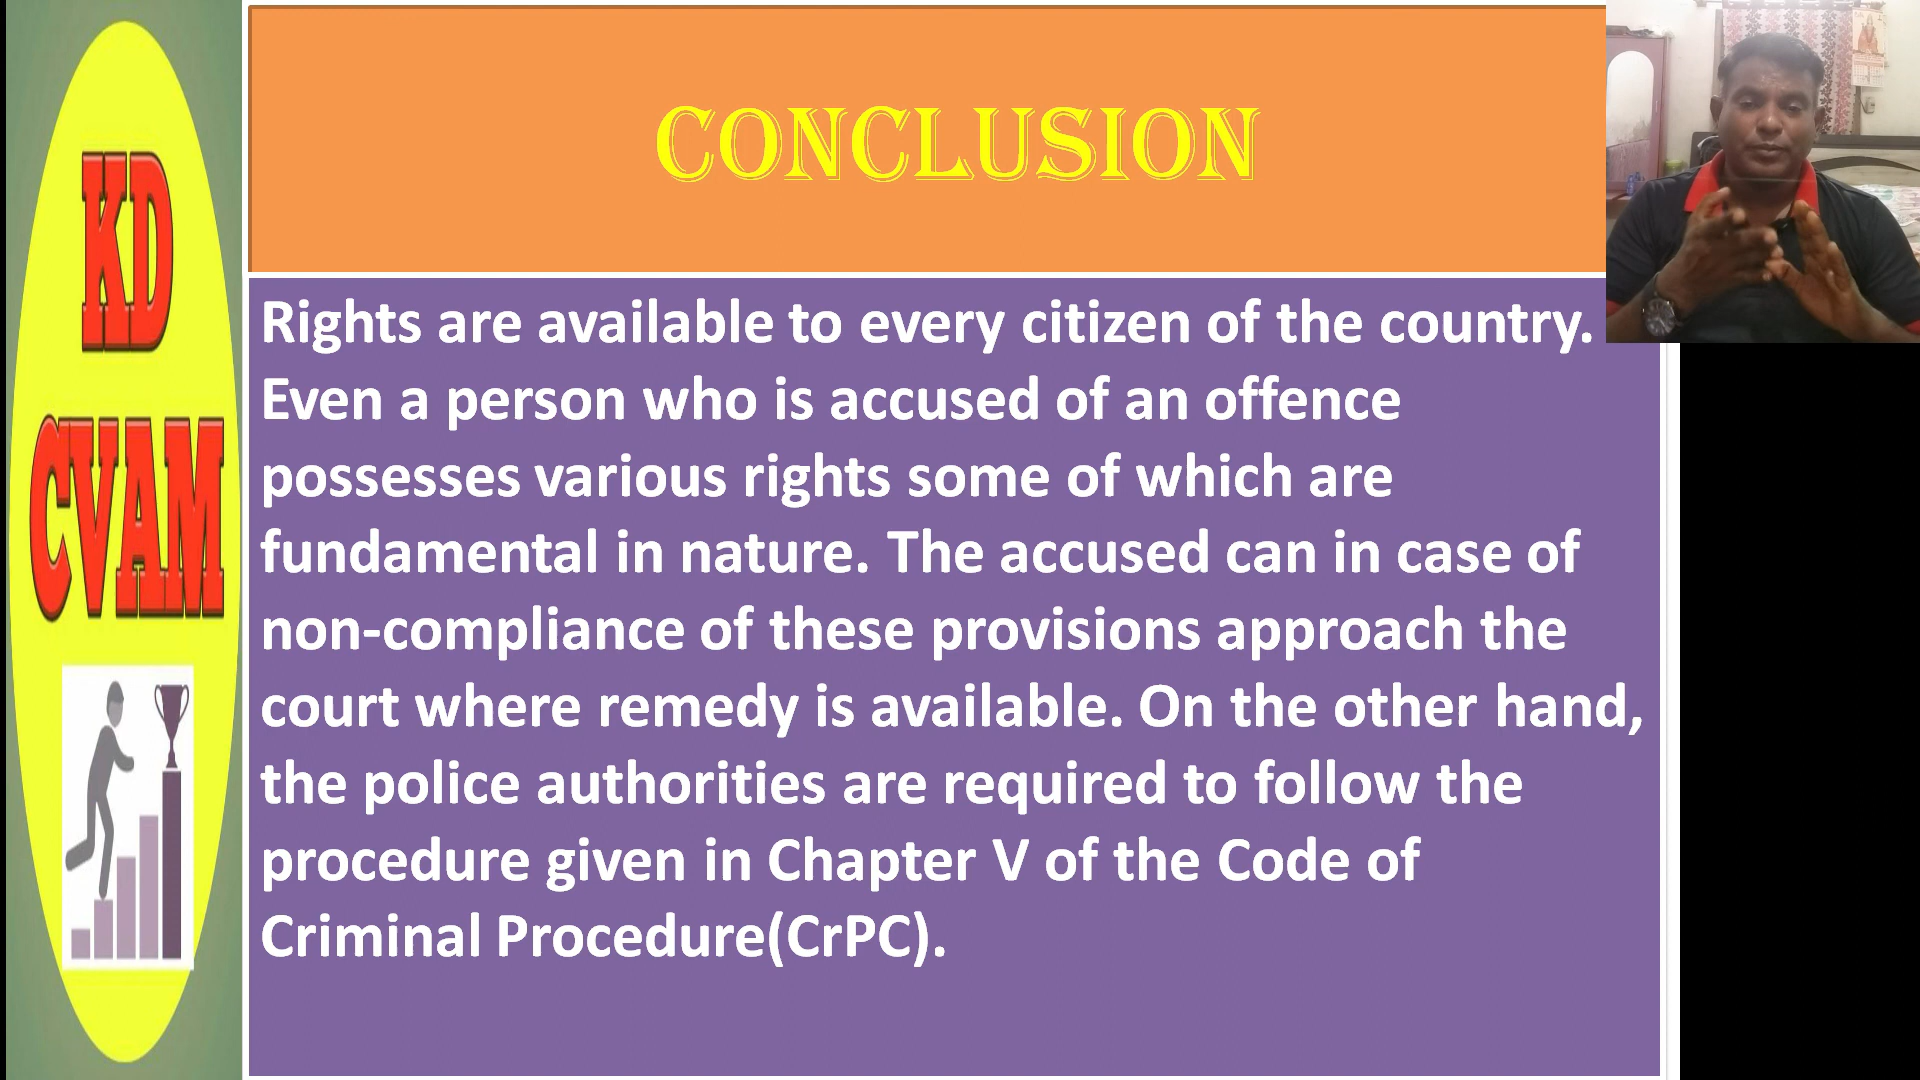 KD
CVAM
CONCLUSION
Rights are available to every citizen of the country.
Even a person who is accused of an offence
possesses various rights some of which are
fundamental in nature. The accused can in case of
non-compliance of these provisions approach the
court where remedy is available. On the other hand,
the police authorities are required to follow the
procedure given in Chapter V of the Code of
Criminal Procedure(CrPC).